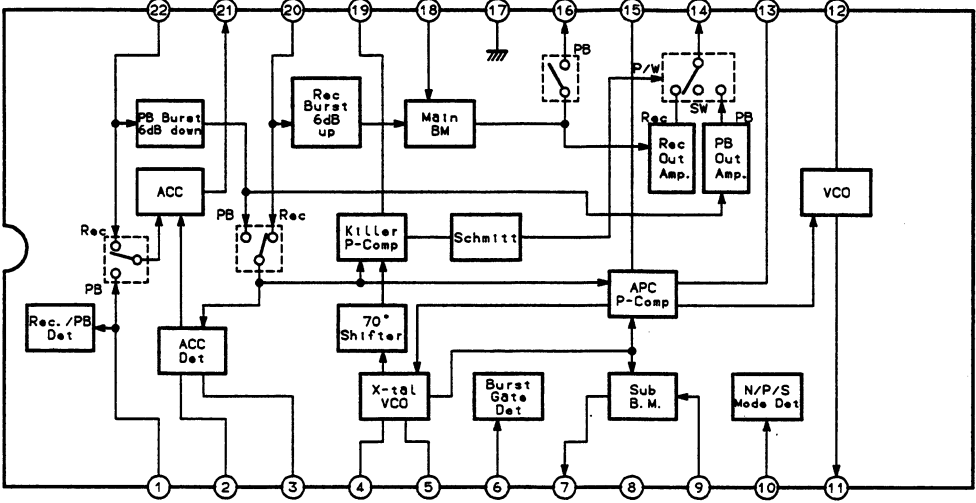 22 21 20 19 18 17 16 15 14 13 12
PB
P/W
SW
Rec
PB
PB Burst
6dB down
Rec
Burst
6dB
up
Main
BM
Rec
Out
Amp.
PB
Out
Amp.
ACC
VCO
Rec
PB
PB
Rec
Killer
P-Comp
Schmitt
APC
P-Comp
Rec./PB
Det
ACC
Det
70°
Shifter
X-tal
VCO
Burst
Gate
Det
Sub
B.M.
N/P/S
Mode Det
1 2 3 4 5 6 7 8 9 10 11